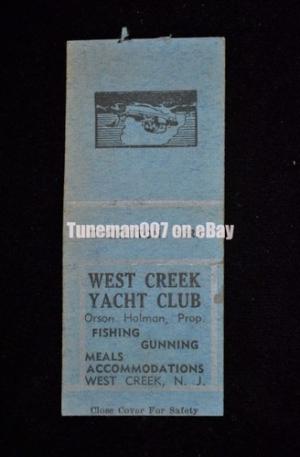 Tuneman007 on eBay
WEST CREEK
YACHT CLUB
Orson Holman, Prop.
FISHING
GUNNING
MEALS
ACCOMMODATIONS
WEST CREEK, N. J.
Close Cover For Safety